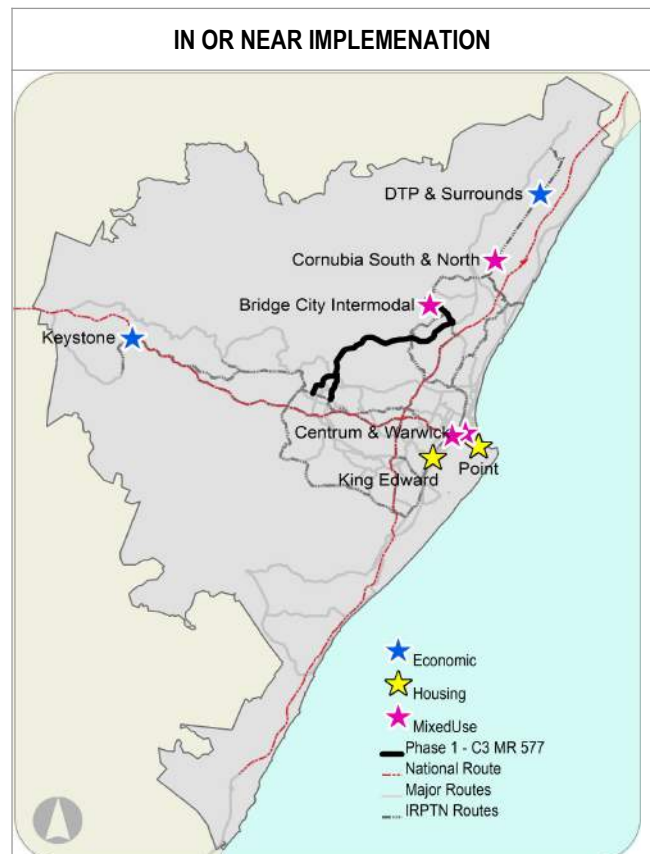 IN OR NEAR IMPLEMENATION
DTP & Surrounds
Cornubia South & North
Bridge City Intermodal
Keystone
Centrum & Warwick
King Edward
Point
Economic
Housing
MixedUse
Phase 1 - C3 MR 577
National Route
Major Routes
IRPTN Routes